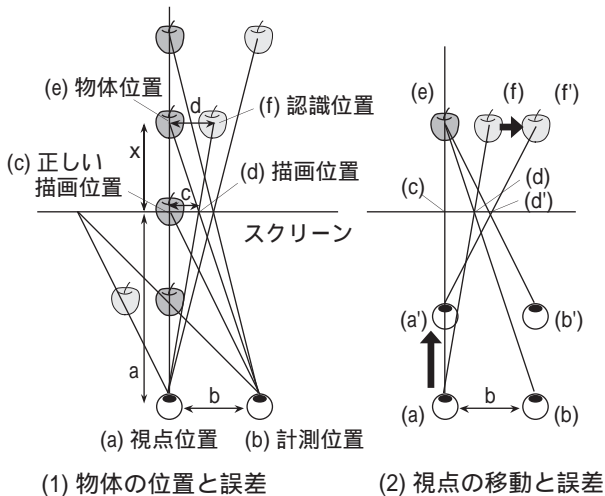 (e) 物体位置
d
(f) 認識位置
x
(c) 正しい
描画位置
c
(d) 描画位置
スクリーン
a
b
(a) 視点位置
(b) 計測位置
(1) 物体の位置と誤差
(e)
(f)
(f')
(c)
(d)
(d')
(a')
(b')
b
(a)
(b)
(2) 視点の移動と誤差